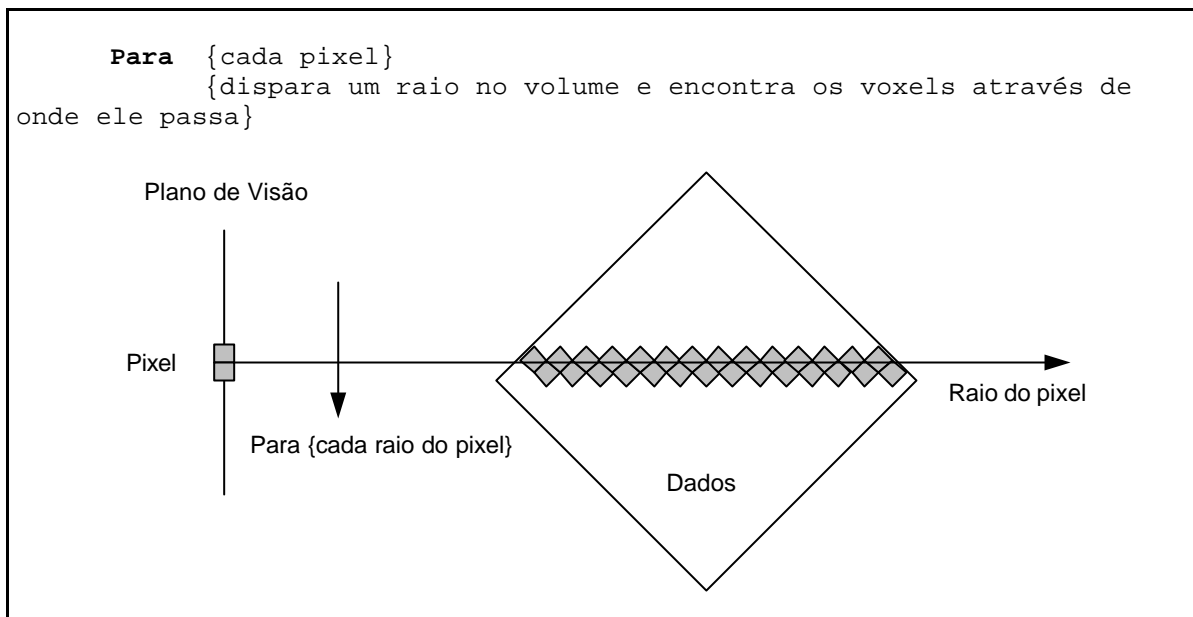 Para {cada pixel}
{dispara um raio no volume e encontra os voxels através de
onde ele passa}
Plano de Visão
Pixel
Raio do pixel
Para {cada raio do pixel}
Dados